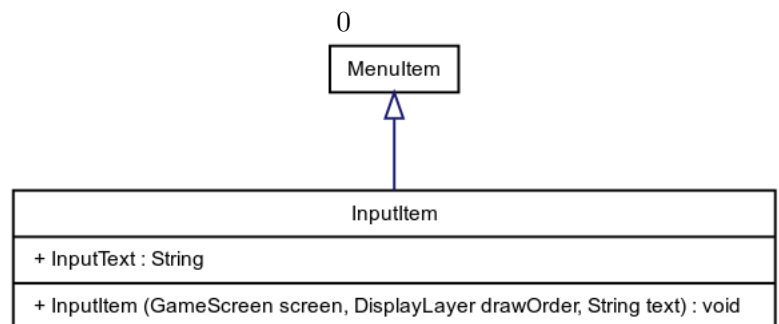 0
MenuItem
InputItem
+ InputText : String
+ InputItem (GameScreen screen, DisplayLayer drawOrder, String text) : void